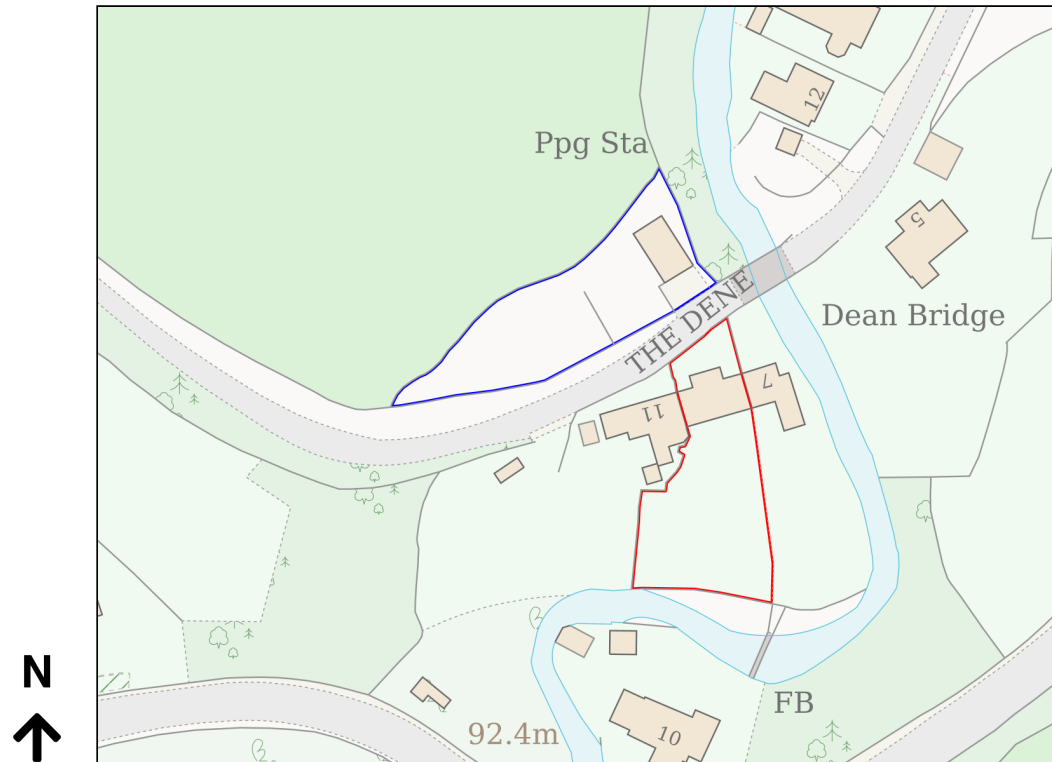 12
Ppg Sta
5
THE DENE
Dean Bridge
7
11
N
FB
92.4m
10